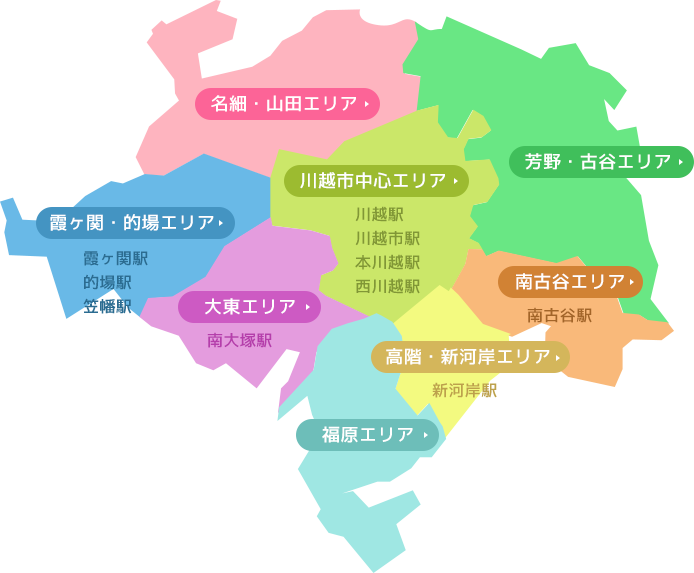 名細・山田エリア
芳野・古谷エリア
川越市中心エリア
川越駅
川越市駅
本川越駅
西川越駅
霞ヶ関・的場エリア
霞ヶ関駅
的場駅
笠幡駅
南古谷エリア
南古谷駅
大東エリア
南大塚駅
高階・新河岸エリア
新河岸駅
福原エリア